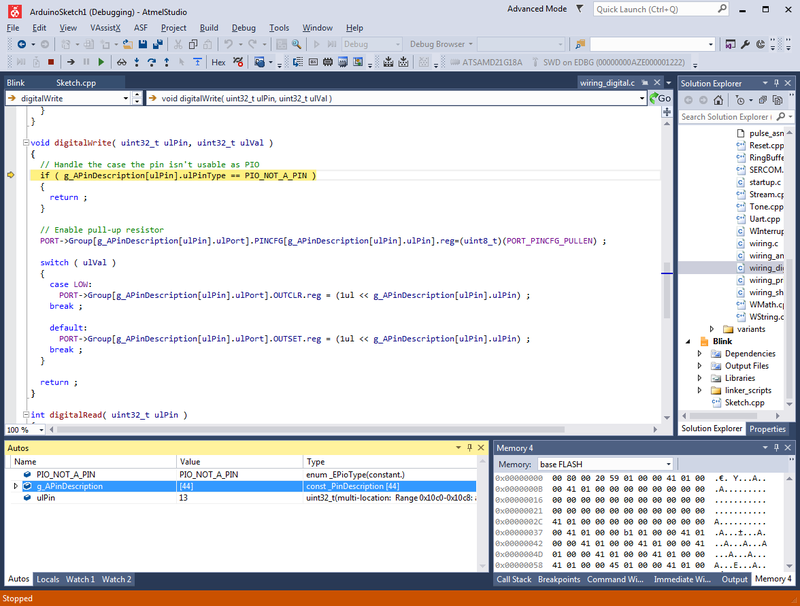 ArduinoSketch1 (Debugging) - AtmelStudio
Advanced Mode
Quick Launch (Ctrl+Q)
File Edit View VAssistX ASF Project Build Debug Tools Window Help
Debug Debug Browser
Hex ATSAMD21G18A SWD on EDBG (00000000AZE000001222)
Blink Sketch.cpp wiring_digital.c
digitalWrite void digitalWrite( uint32_t ulPin, uint32_t ulVal ) Go
}
}
void digitalWrite( uint32_t ulPin, uint32_t ulVal )
{
// Handle the case the pin isn't usable as PIO
if ( g_APinDescription[ulPin].ulPinType == PIO_NOT_A_PIN )
{
return ;
}
// Enable pull-up resistor
PORT->Group[g_APinDescription[ulPin].ulPort].PINCFG[g_APinDescription[ulPin].ulPin].reg=(uint8_t)(PORT_PINCFG_PULLEN) ;
switch ( ulVal )
{
case LOW:
PORT->Group[g_APinDescription[ulPin].ulPort].OUTCLR.reg = (1ul << g_APinDescription[ulPin].ulPin) ;
break ;
default:
PORT->Group[g_APinDescription[ulPin].ulPort].OUTSET.reg = (1ul << g_APinDescription[ulPin].ulPin) ;
break ;
}
return ;
}
int digitalRead( uint32_t ulPin )
100 %
Solution Explorer
Search Solution Explorer
pulse_asm
Reset.cpp
RingBuffe
SERCOM.
startup.c
Stream.cp
Tone.cpp
Uart.cpp
WInterrup
wiring.c
wiring_an
wiring_dig
wiring_pr
wiring_sh
WMath.cp
WString.c
variants
Blink
Dependencies
Output Files
Libraries
linker_scripts
Sketch.cpp
Solution Explorer Properties
Autos
Name Value Type
PIO_NOT_A_PIN PIO_NOT_A_PIN enum _EPioType(constant.)
g_APinDescription [44] const _PinDescription [44]
ulPin 13 uint32_t(multi-location: Range 0x10c0-0x10c8: a
Autos Locals Watch 1 Watch 2
Memory 4
Memory: base FLASH
0x00000000 00 80 00 20 59 01 00 00 41 01 00 .€. Y...A..
0x0000000B 00 41 01 00 00 00 00 00 00 00 00 .A.........
0x00000016 00 00 00 00 00 00 00 00 00 00 00 ...........
0x00000021 00 00 00 00 00 00 00 00 00 00 00 ...........
0x0000002C 41 01 00 00 00 00 00 00 00 00 00 A..........
0x00000037 00 41 01 00 00 b1 01 00 00 41 01 .A...±...A.
0x00000042 00 00 41 01 00 00 41 01 00 00 41 ..A...A...A
0x0000004D 01 00 00 41 01 00 00 41 01 00 00 ...A...A...
0x00000058 41 01 00 00 45 01 00 00 41 01 00 A...E...A..
Call Stack Breakpoints Command Wi... Immediate Wi... Output Memory 4
Stopped